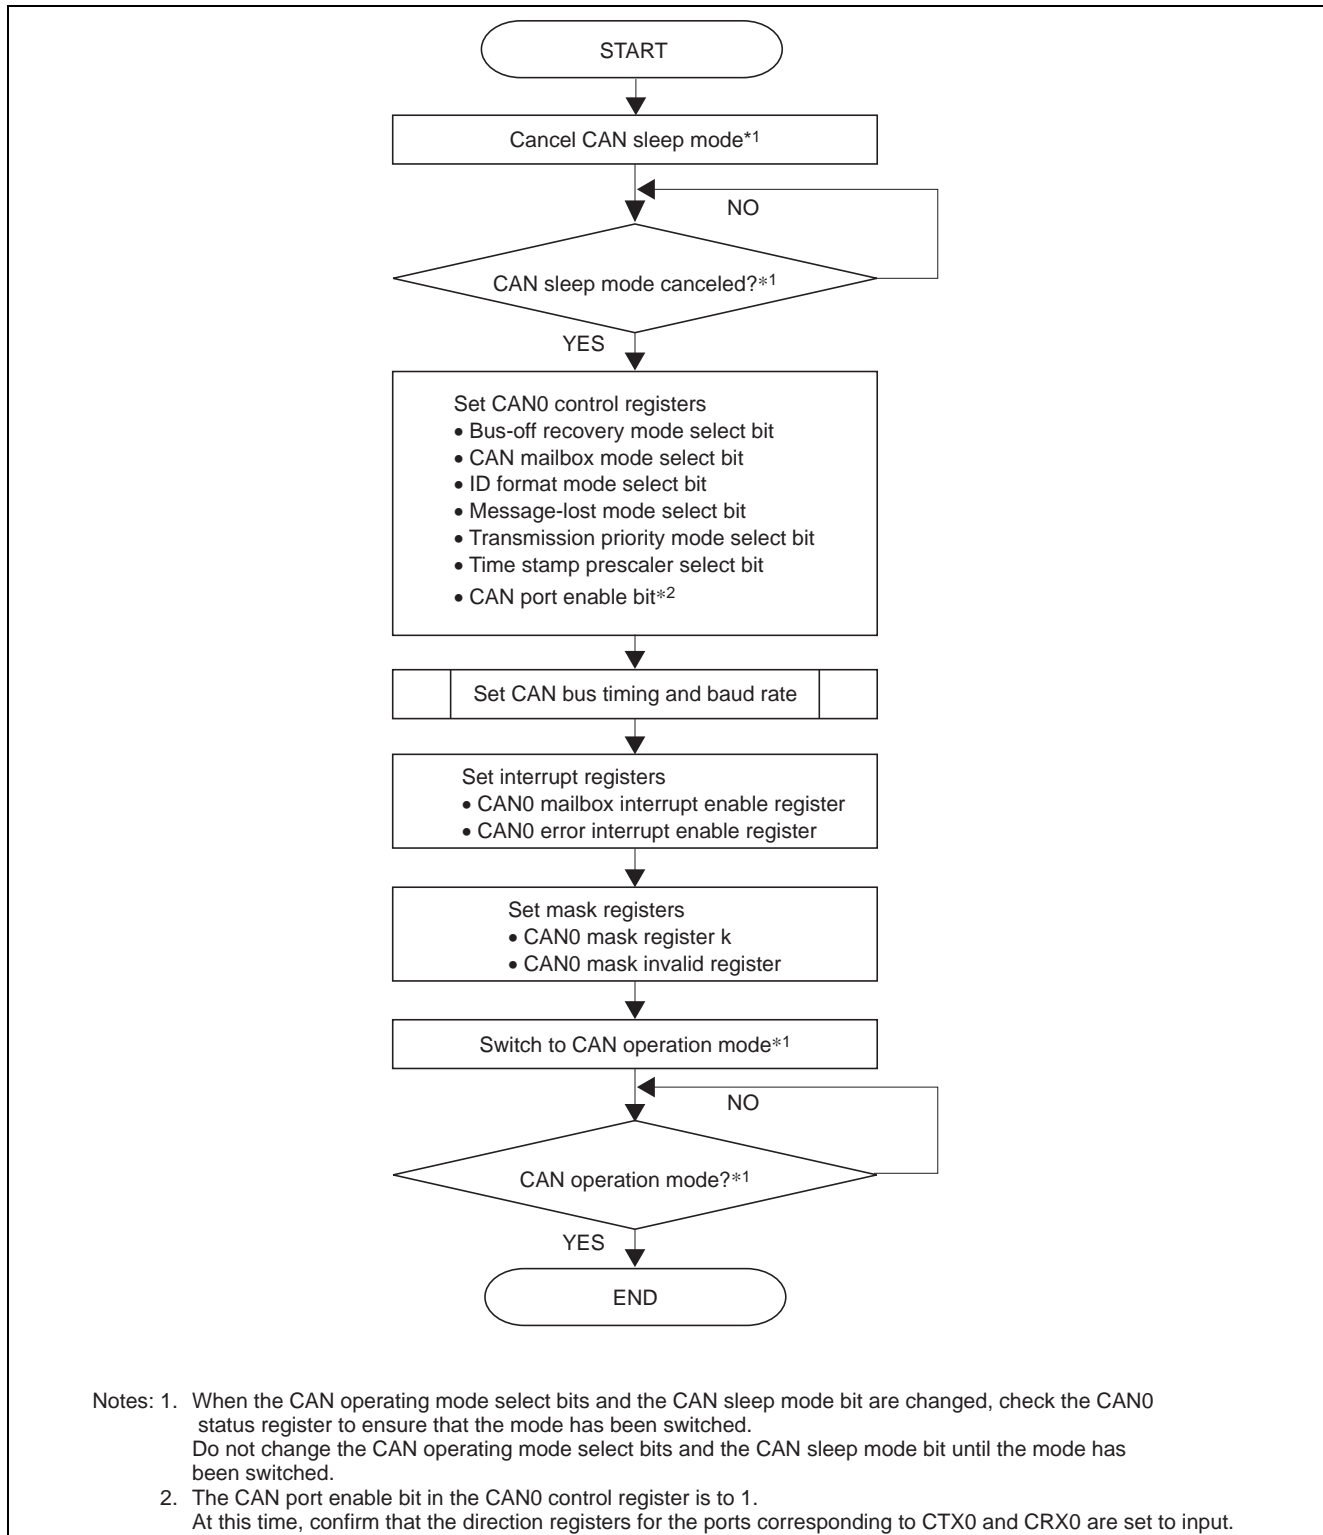 START
Cancel CAN sleep mode*1
NO
CAN sleep mode canceled?*1
YES
Set CAN0 control registers
• Bus-off recovery mode select bit
• CAN mailbox mode select bit
• ID format mode select bit
• Message-lost mode select bit
• Transmission priority mode select bit
• Time stamp prescaler select bit
• CAN port enable bit*2
Set CAN bus timing and baud rate
Set interrupt registers
• CAN0 mailbox interrupt enable register
• CAN0 error interrupt enable register
Set mask registers
• CAN0 mask register k
• CAN0 mask invalid register
Switch to CAN operation mode*1
NO
CAN operation mode?*1
YES
END
Notes: 1. When the CAN operating mode select bits and the CAN sleep mode bit are changed, check the CAN0
status register to ensure that the mode has been switched.
Do not change the CAN operating mode select bits and the CAN sleep mode bit until the mode has
been switched.
2. The CAN port enable bit in the CAN0 control register is to 1.
At this time, confirm that the direction registers for the ports corresponding to CTX0 and CRX0 are set to input.